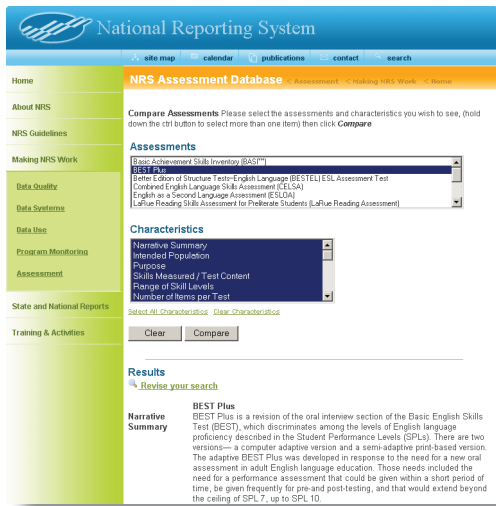 National Reporting System
site map calendar publications contact search
Home
About NRS
NRS Guidelines
Making NRS Work
Data Quality
Data Systems
Data Use
Program Monitoring
Assessment
State and National Reports
Training & Activities
NRS Assessment Database < Assessment < Making NRS Work < Home
Compare Assessments Please select the assessments and characteristics you wish to see, (hold
down the ctrl button to select more than one item) then click Compare
Assessments
Basic Achievement Skills Inventory (BASI™)
BEST Plus
Better Edition of Structure Tests-English Language (BESTEL) ESL Assessment Test
Combined English Language Skills Assessment (CELSA)
English as a Second Language Assessment (ESLOA)
LaRue Reading Skills Assessment for Preliterate Students (LaRue Reading Assessment)
Characteristics
Narrative Summary
Intended Population
Purpose
Skills Measured / Test Content
Range of Skill Levels
Number of Items per Test
Select All Characteristics Clear Characteristics
Clear Compare
Results
Revise your search
Narrative
Summary
BEST Plus
BEST Plus is a revision of the oral interview section of the Basic English Skills
Test (BEST), which discriminates among the levels of English language
proficiency described in the Student Performance Levels (SPLs). There are two
versions— a computer adaptive version and a semi-adaptive print-based version.
The adaptive BEST Plus was developed in response to the need for a new oral
assessment in adult English language education. Those needs included the
need for a performance assessment that could be given within a short period of
time, be given frequently for pre-and post-testing, and that would extend beyond
the ceiling of SPL 7, up to SPL 10.